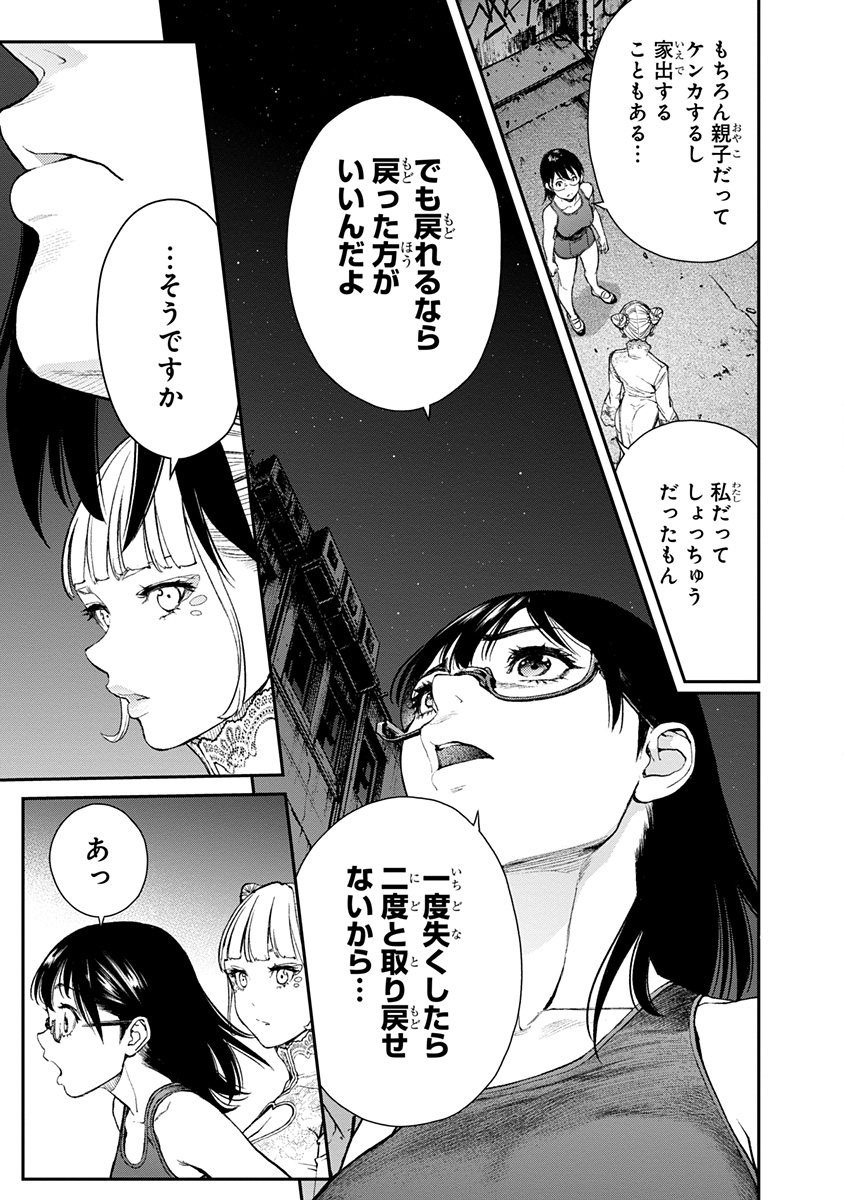 もちろん親子だって
ケンカするし
家出する
こともある…
私だって
しょっちゅう
だったもん
でも戻れるなら
戻った方が
いいんだよ
一度失くしたら
二度と取り戻せ
ないから…
…そうですか
あっ